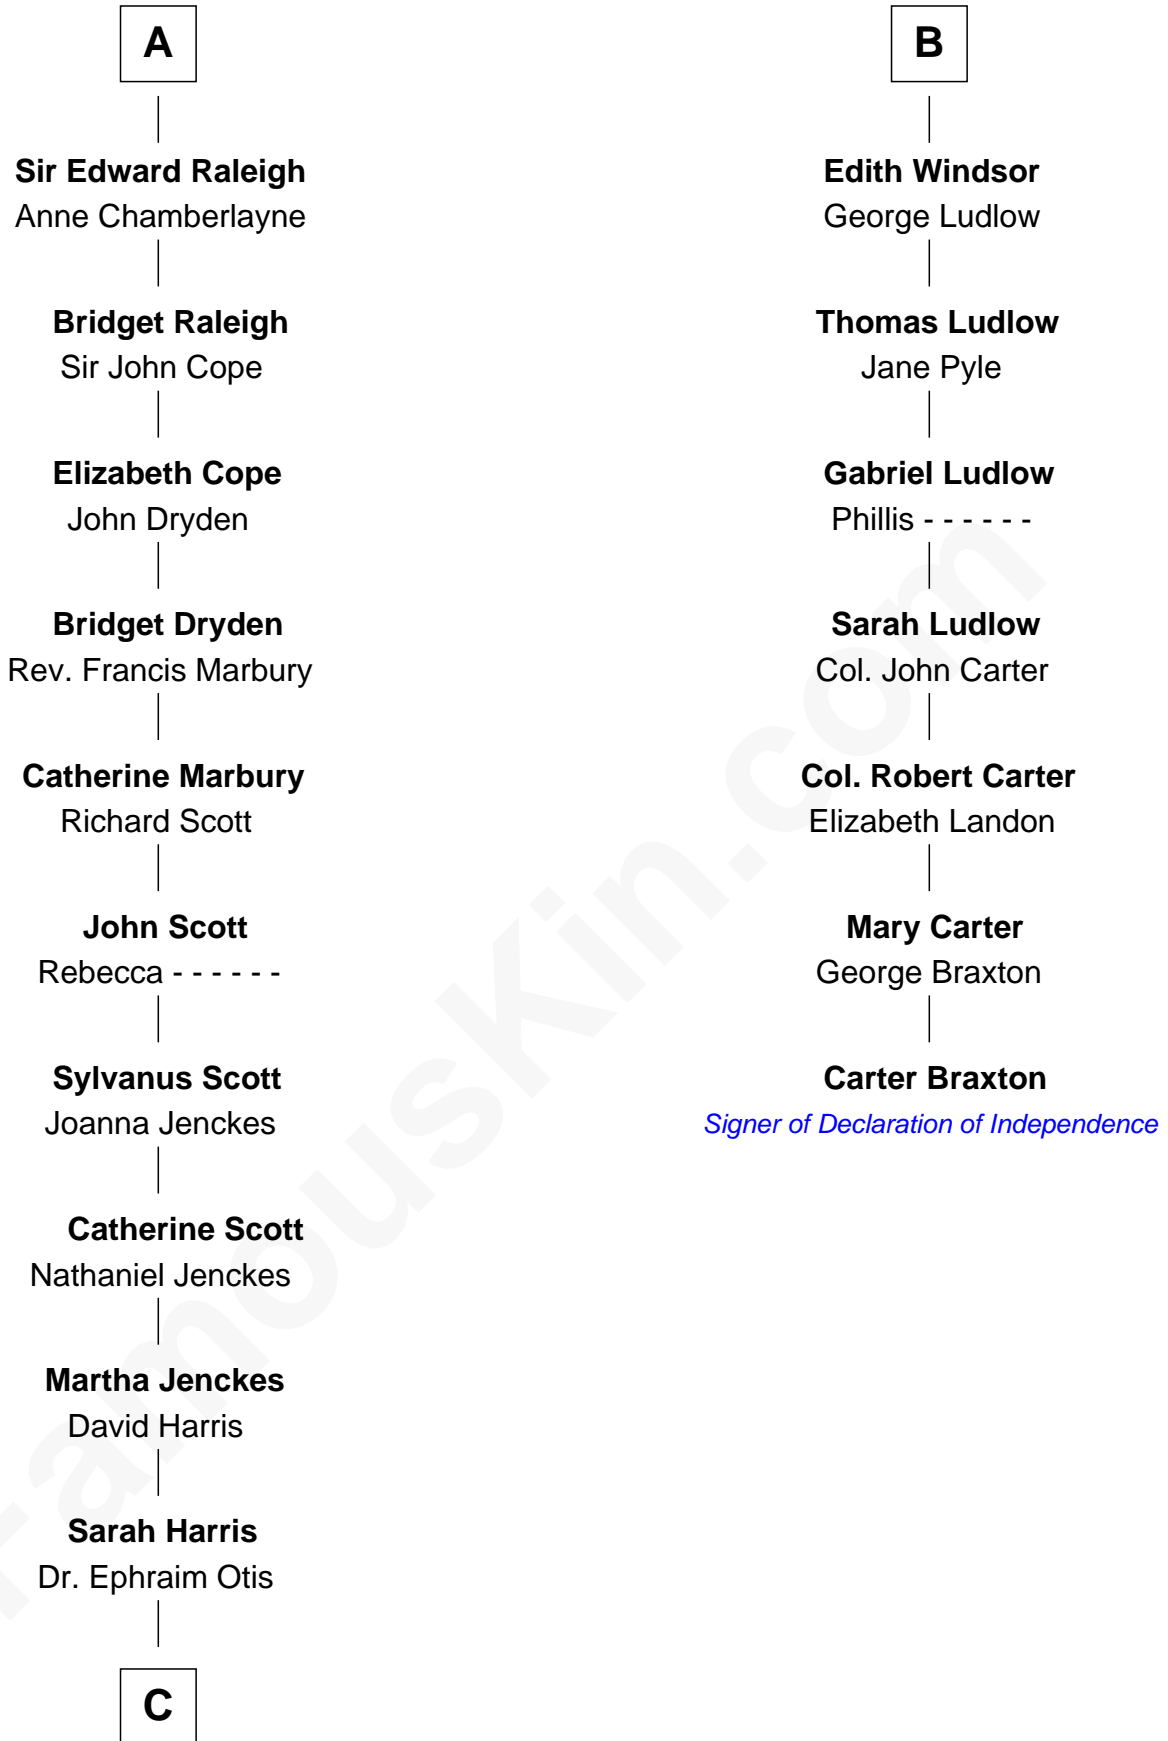 A
Sir Edward Raleigh
Anne Chamberlayne
Bridget Raleigh
Sir John Cope
Elizabeth Cope
John Dryden
Bridget Dryden
Rev. Francis Marbury
Catherine Marbury
Richard Scott
John Scott
Rebecca - - - - - -
Sylvanus Scott
Joanna Jenckes
Catherine Scott
Nathaniel Jenckes
Martha Jenckes
David Harris
Sarah Harris
Dr. Ephraim Otis
C
B
Edith Windsor
George Ludlow
Thomas Ludlow
Jane Pyle
Gabriel Ludlow
Phillis - - - - - -
Sarah Ludlow
Col. John Carter
Col. Robert Carter
Elizabeth Landon
Mary Carter
George Braxton
Carter Braxton
Signer of Declaration of Independence
FamousKin.com